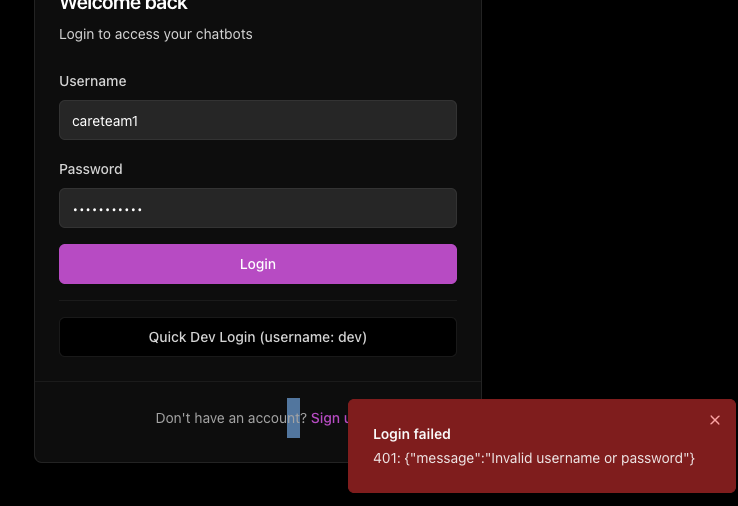 Welcome back
Login to access your chatbots
Username
careteam1
Password
•••••••••••
Login
Quick Dev Login (username: dev)
Don't have an account? Sign
Login failed
401: {"message":"Invalid username or password"}